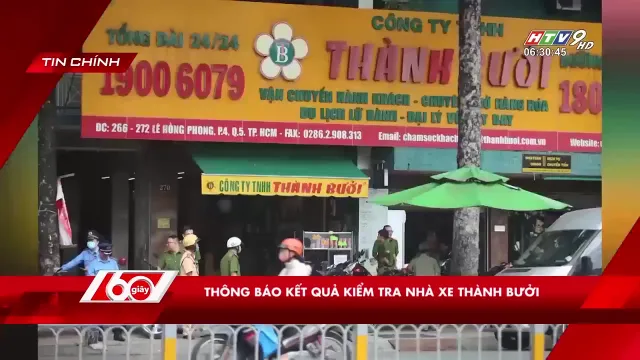 TIN CHÍNH
HTV9 HD
06:30:45
CÔNG TY TNHH
TỔNG ĐÀI 24/24
B
THÀNH BƯỞI
1900 6079
VẬN CHUYỂN HÀNH KHÁCH -
DU LỊCH LỮ HÀNH - ĐẠI LÝ
ĐC: 266 - 272 LÊ HỒNG PHONG, P.4, Q.5, TP. HCM - FAX: 0286.2.908.313
Website:
CÔNG TY TNHH THÀNH BƯỞI
60 giây
THÔNG BÁO KẾT QUẢ KIỂM TRA NHÀ XE THÀNH BƯỞI